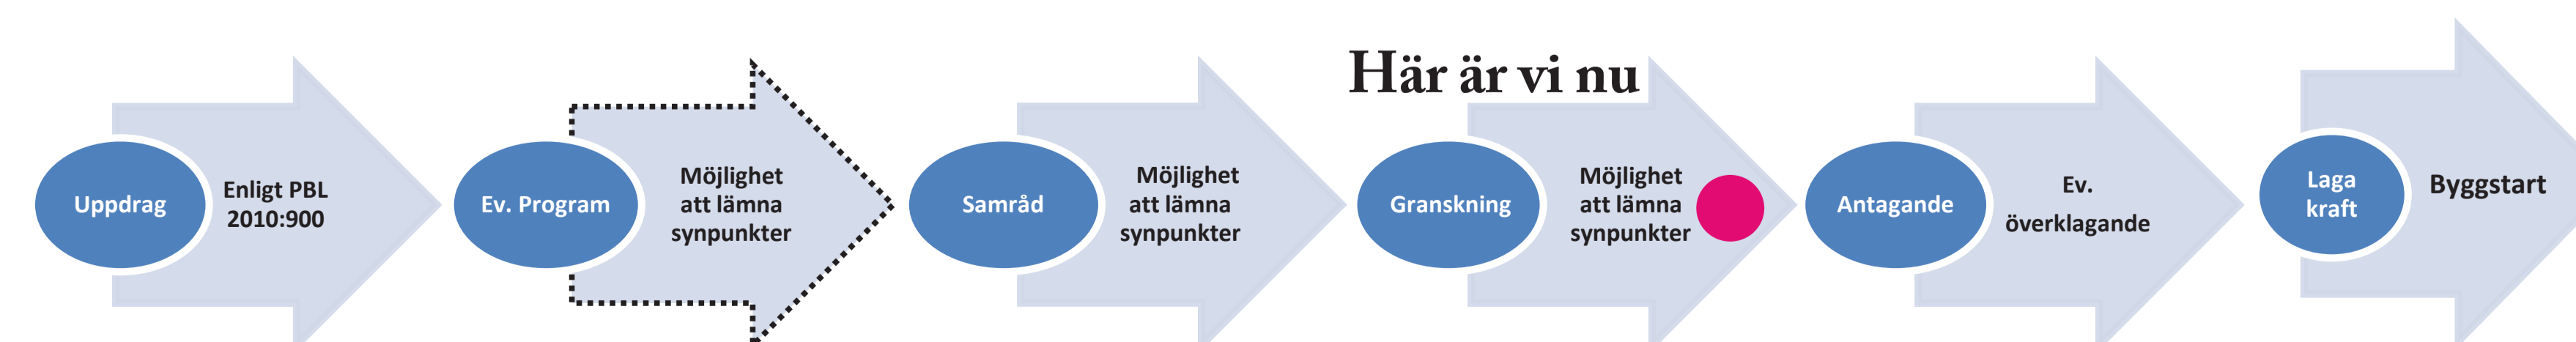 Här är vi nu
Uppdrag
Enligt PBL
2010:900
Ev. Program
Möjlighet
att lämna
synpunkter
Samråd
Möjlighet
att lämna
synpunkter
Granskning
Möjlighet
att lämna
synpunkter
Antagande
Ev.
överklagande
Laga
kraft
Byggstart